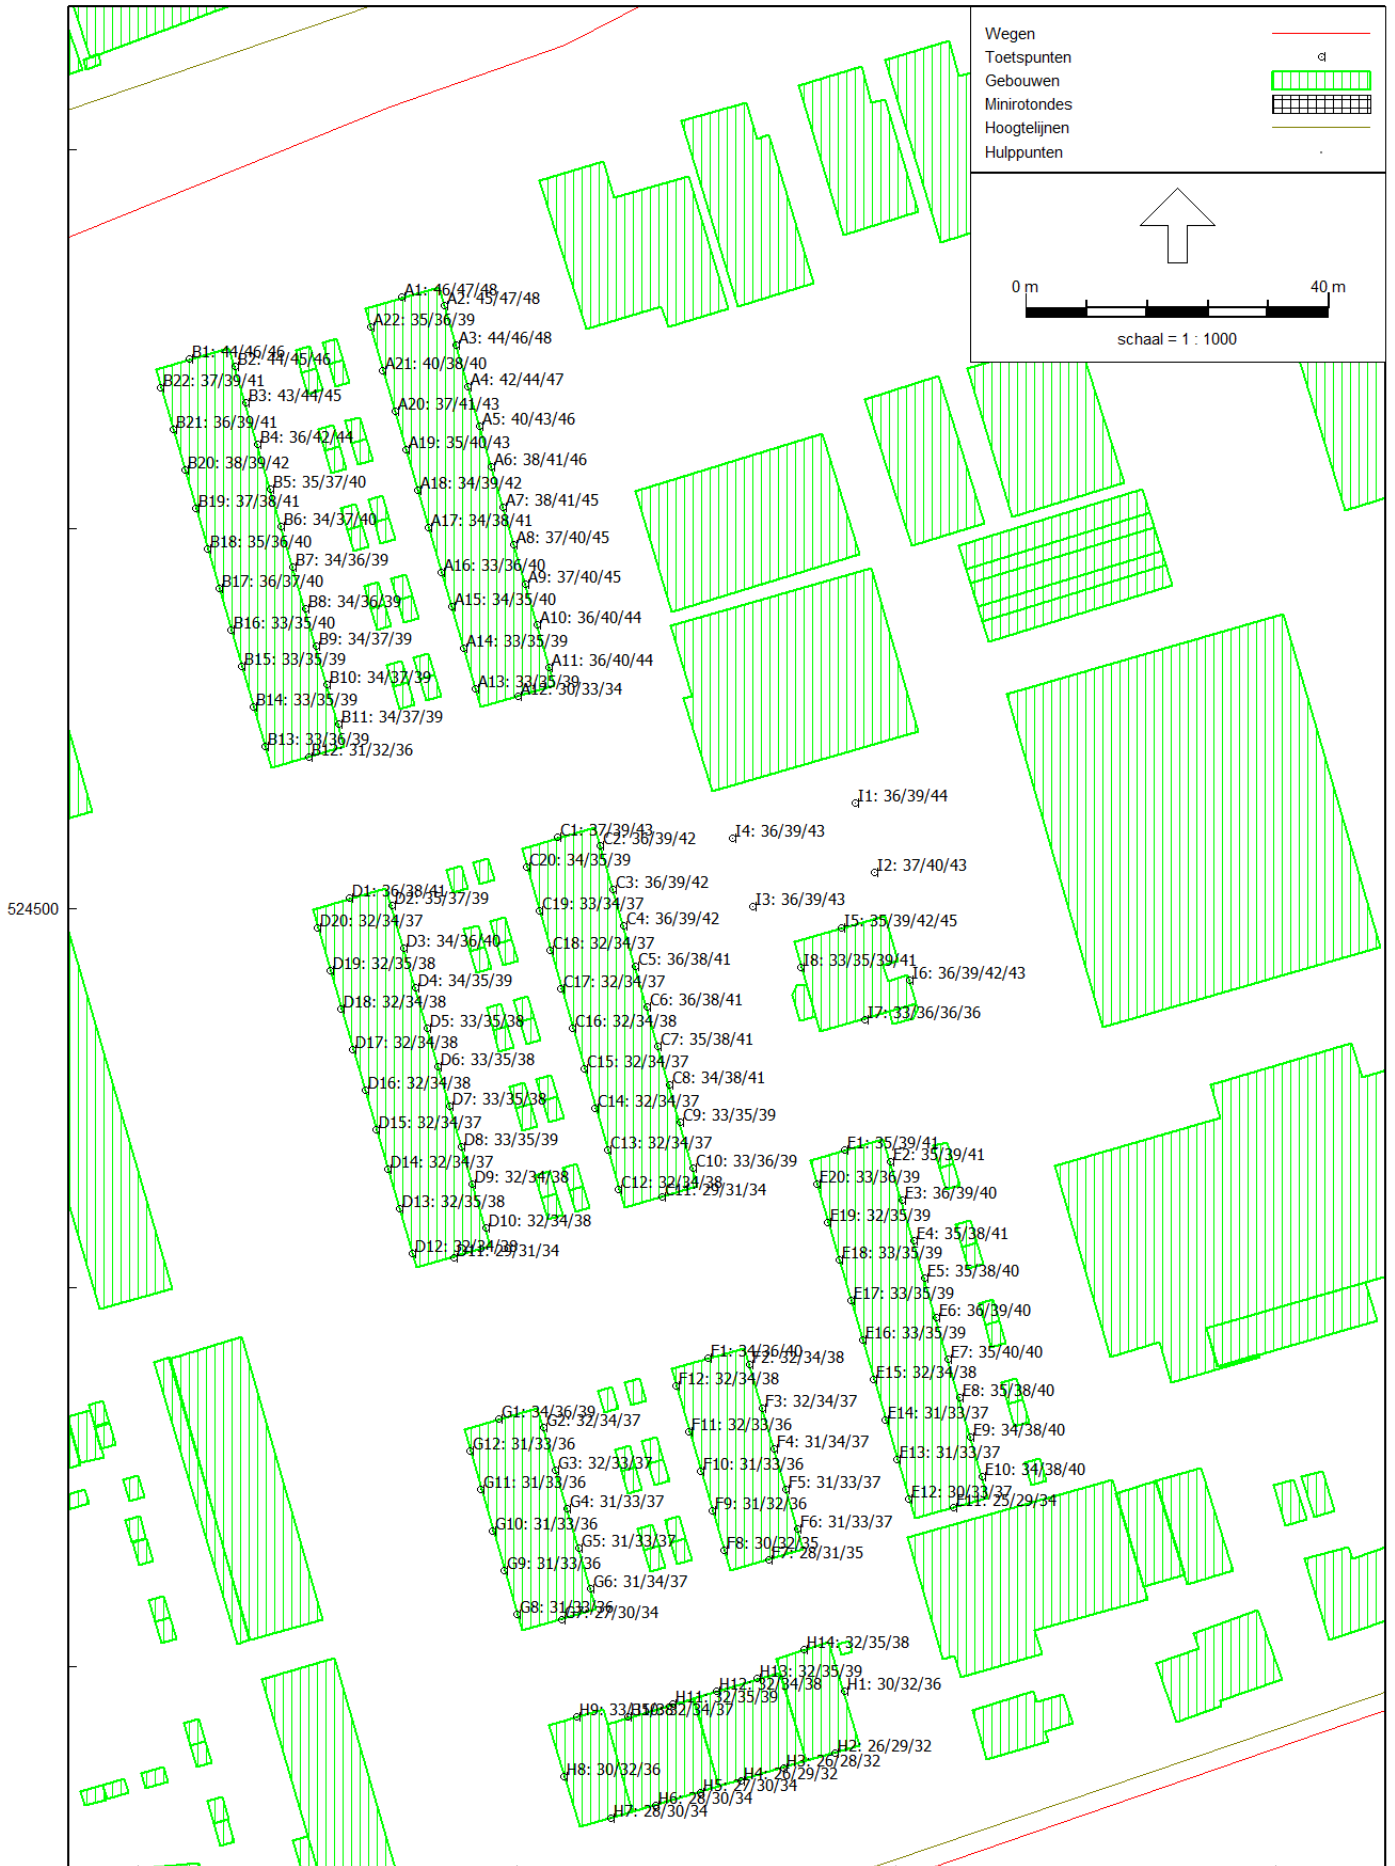 Wegen
Toetspunten
Gebouwen
Minirotondes
Hoogtelijnen
Hulppunten
0 m
40 m
schaal = 1 : 1000
A1: 46/47/48
A2: 45/47/48
A22: 35/36/39
A3: 44/46/48
A21: 40/38/40
A4: 42/44/47
A20: 37/41/43
A5: 40/43/46
A19: 35/40/43
A6: 38/41/46
A18: 34/39/42
A7: 38/41/45
A17: 34/38/41
A8: 37/40/45
A16: 33/36/40
A9: 37/40/45
A15: 34/35/40
A10: 36/40/44
A14: 33/35/39
A11: 36/40/44
A13: 33/35/39
A12: 30/33/34
B1: 44/46/46
B2: 44/45/46
B22: 37/39/41
B3: 43/44/45
B21: 36/39/41
B4: 36/42/44
B20: 38/39/42
B5: 35/37/40
B19: 37/38/41
B6: 34/37/40
B18: 35/36/40
B7: 34/36/39
B17: 36/37/40
B8: 34/36/39
B16: 33/35/40
B9: 34/37/39
B15: 33/35/39
B10: 34/37/39
B14: 33/35/39
B11: 34/37/39
B13: 33/36/39
B12: 31/32/36
I1: 36/39/44
I4: 36/39/43
I2: 37/40/43
I3: 36/39/43
I5: 35/39/42/45
I8: 33/35/39/41
I6: 36/39/42/43
I7: 33/36/36/36
C1: 37/39/43
C2: 36/39/42
C20: 34/35/39
C3: 36/39/42
C19: 33/34/37
C4: 36/39/42
C18: 32/34/37
C5: 36/38/41
C17: 32/34/37
C6: 36/38/41
C16: 32/34/38
C7: 35/38/41
C15: 32/34/37
C8: 34/38/41
C14: 32/34/37
C9: 33/35/39
C13: 32/34/37
C10: 33/36/39
C12: 32/34/38
C11: 29/31/34
524500
D1: 36/38/41
D2: 35/37/39
D20: 32/34/37
D3: 34/36/40
D19: 32/35/38
D4: 34/35/39
D18: 32/34/38
D5: 33/35/38
D17: 32/34/38
D6: 33/35/38
D16: 32/34/38
D7: 33/35/38
D15: 32/34/37
D8: 33/35/39
D14: 32/34/37
D9: 32/34/38
D13: 32/35/38
D10: 32/34/38
D12: 32/34/38
D11: 29/31/34
E1: 35/39/41
E2: 35/39/41
E20: 33/36/39
E3: 36/39/40
E19: 32/35/39
E4: 35/38/41
E18: 33/35/39
E5: 35/38/40
E17: 33/35/39
E6: 36/39/40
E16: 33/35/39
E7: 35/40/40
E15: 32/34/38
E8: 35/38/40
E14: 31/33/37
E9: 34/38/40
E13: 31/33/37
E10: 34/38/40
E12: 30/33/37
E11: 25/29/34
F1: 34/36/40
F2: 32/34/38
F12: 32/34/38
F3: 32/34/37
F11: 32/33/36
F4: 31/34/37
F10: 31/33/36
F5: 31/33/37
F9: 31/32/36
F6: 31/33/37
F8: 30/32/35
F7: 28/31/35
G1: 34/36/39
G2: 32/34/37
G12: 31/33/36
G3: 32/33/37
G11: 31/33/36
G4: 31/33/37
G10: 31/33/36
G5: 31/33/37
G9: 31/33/36
G6: 31/34/37
G8: 31/33/36
G7: 27/30/34
H14: 32/35/38
H13: 32/35/39
H12: 32/34/38
H1: 30/32/36
H11: 32/35/39
H10: 32/34/37
H9: 33/35/38
H2: 26/29/32
H3: 26/28/32
H8: 30/32/36
H4: 26/29/32
H5: 27/30/34
H6: 28/30/34
H7: 28/30/34